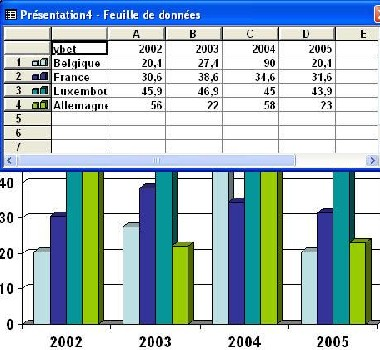 Présentation4 - Feuille de données
A B C D E
vbet 2002 2003 2004 2005
1 Belgique 20,1 27,4 90 20,1
2 France 30,6 38,6 34,6 31,6
3 Luxembou 45,9 46,9 45 43,9
4 Allemagne 56 22 58 23
5
6
7
40
30
20
10
0
2002 2003 2004 2005